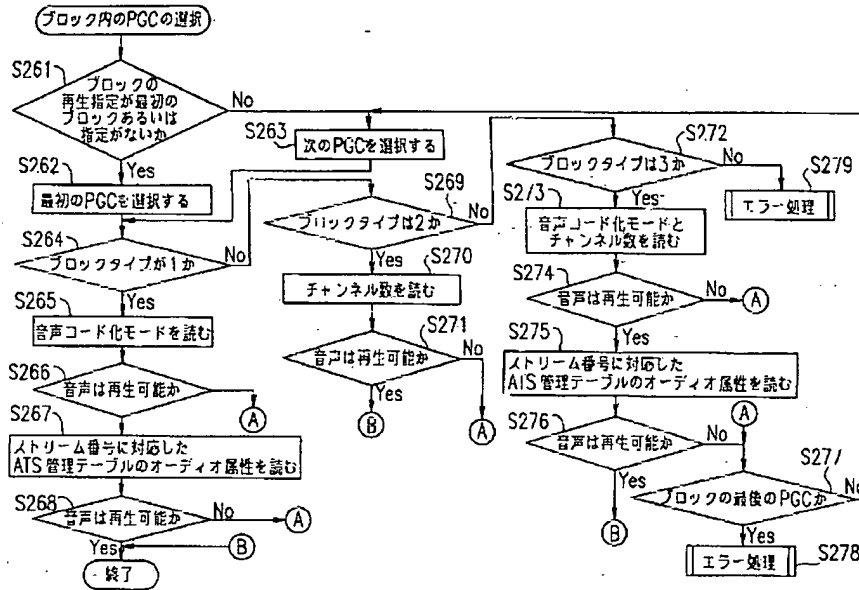 ブロック内のPGCの選択
S261
ブロックの
再生指定が最初の
ブロックあるいは
指定がないか
No
Yes
S262
最初のPGCを選択する
S263
次のPGCを選択する
S264
ブロックタイプが1か
No
Yes
S265
音声コード化モードを読む
S266
音声は再生可能か
A
S267
ストリーム番号に対応した
ATS管理テーブルのオーディオ属性を読む
S268
音声は再生可能か
No
A
Yes
B
終了
S269
ブロックタイプは2か
No
Yes
S270
チャンネル数を読む
S271
音声は再生可能か
No
Yes
B
A
S272
ブロックタイプは3か
No
Yes
S279
エラー処理
S273
音声コード化モードと
チャンネル数を読む
S274
音声は再生可能か
No
A
Yes
S275
ストリーム番号に対応した
ATS管理テーブルのオーディオ属性を読む
S276
音声は再生可能か
No
Yes
B
A
S277
ブロックの最後のPGCか
No
Yes
エラー処理
S278